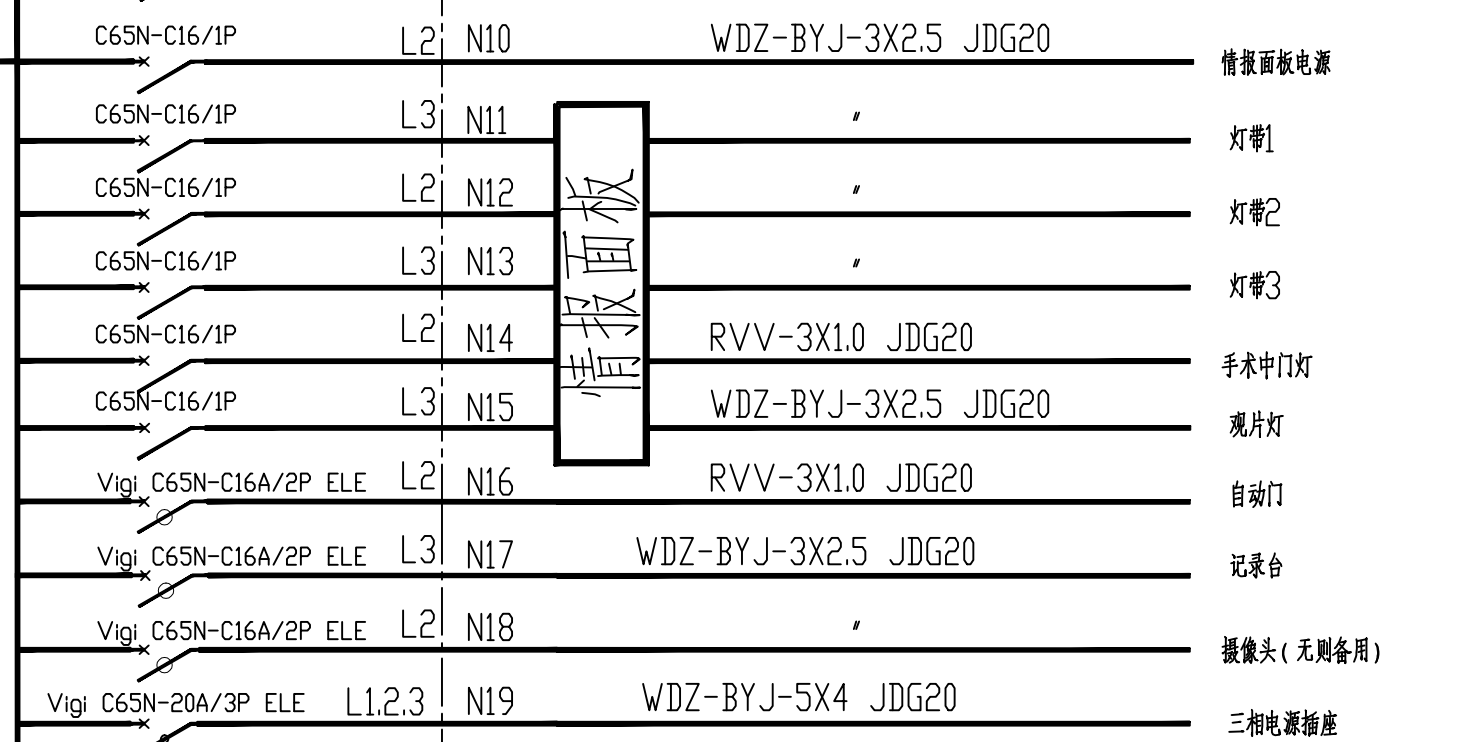 C65N-C16/1P L2 N10 WDZ-BYJ-3X2.5 JDG20 情报面板电源
C65N-C16/1P L3 N11 〃 灯带1
C65N-C16/1P L2 N12 〃 灯带2
C65N-C16/1P L3 N13 〃 灯带3
C65N-C16/1P L2 N14 RVV-3X1.0 JDG20 手术中门灯
C65N-C16/1P L3 N15 WDZ-BYJ-3X2.5 JDG20 观片灯
情报面板
Vigi C65N-C16A/2P ELE L2 N16 RVV-3X1.0 JDG20 自动门
Vigi C65N-C16A/2P ELE L3 N17 WDZ-BYJ-3X2.5 JDG20 记录台
Vigi C65N-C16A/2P ELE L2 N18 〃 摄像头(无则备用)
Vigi C65N-20A/3P ELE L1.2.3 N19 WDZ-BYJ-5X4 JDG20 三相电源插座